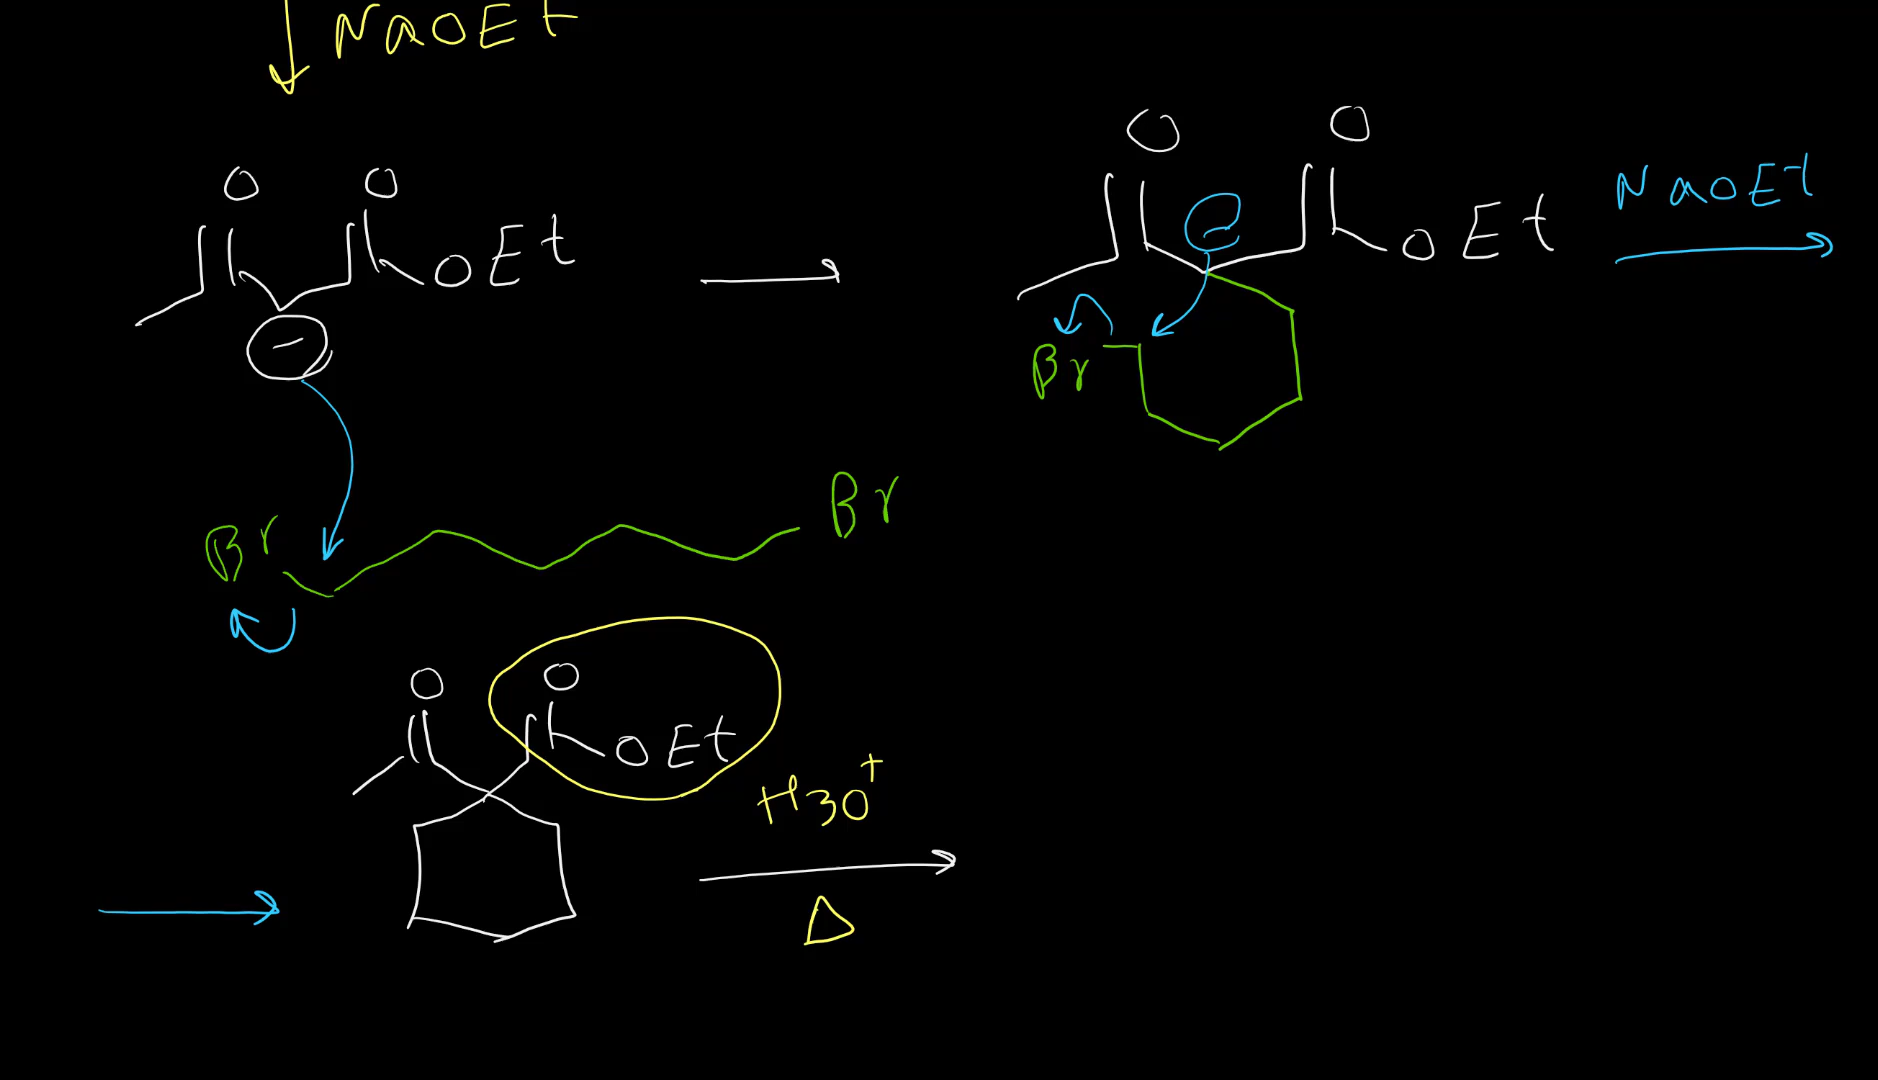 NaOEt
O O
OEt
O O
OEt
NaOEt
⊖
⊖
Br
Br
Br
O O
OEt
H3O+
Δ